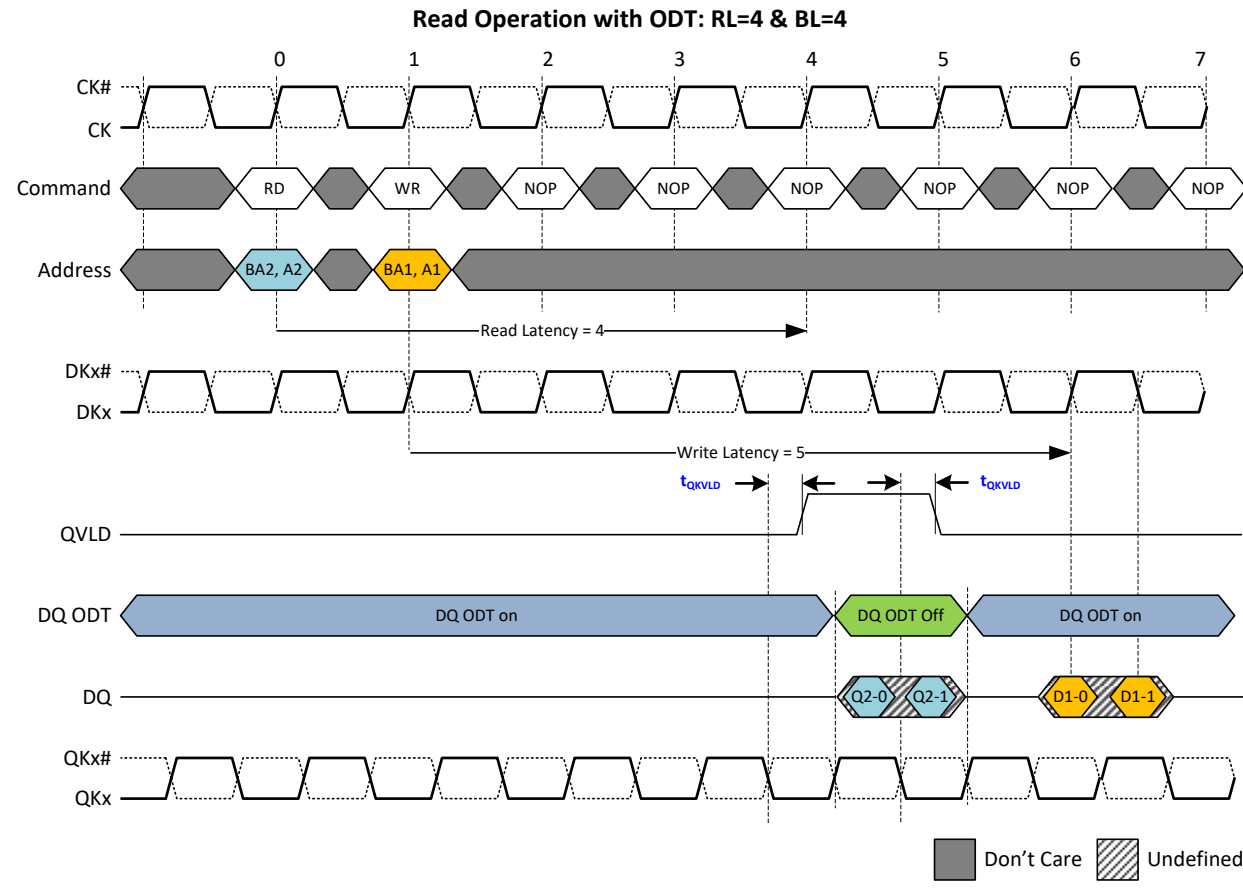 Read Operation with ODT: RL=4 & BL=4
0 1 2 3 4 5 6 7
CK#
CK
Command RD WR NOP NOP NOP NOP NOP NOP
Address BA2, A2 BA1, A1
Read Latency = 4
DKx#
DKx
Write Latency = 5
tQKVLD tQKVLD
QVLD
DQ ODT DQ ODT on DQ ODT Off DQ ODT on
DQ Q2-0 Q2-1 D1-0 D1-1
QKx#
QKx
Don't Care Undefined